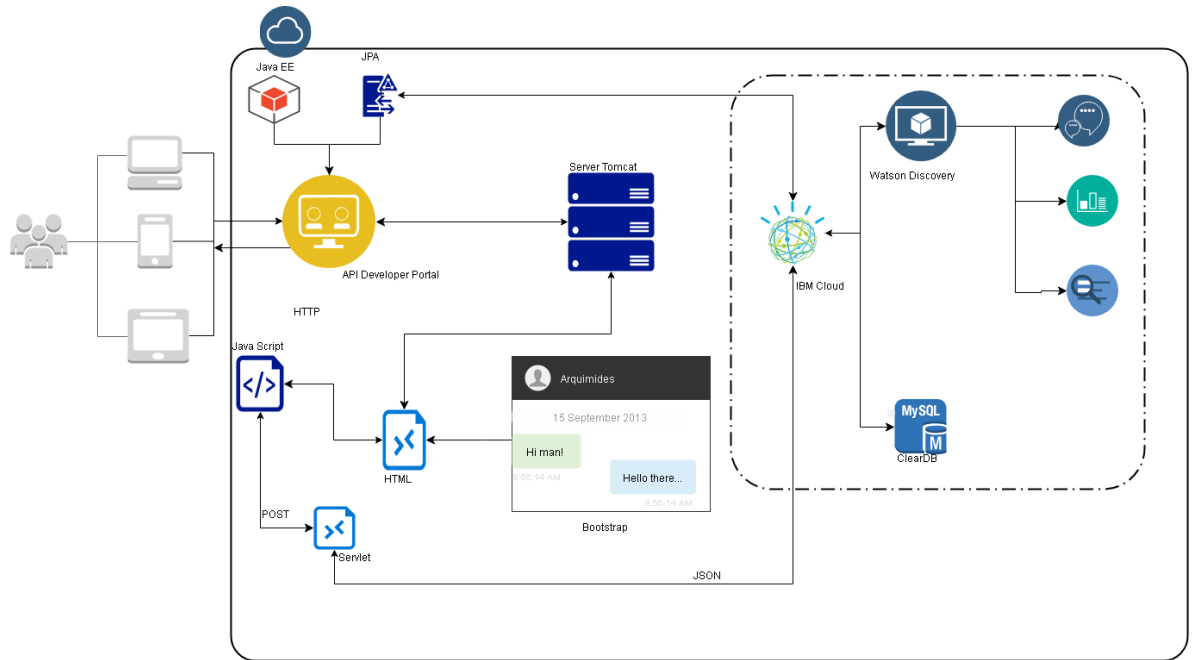 Java EE
JPA
Server Tomcat
Watson Discovery
API Developer Portal
IBM Cloud
HTTP
Java Script
</>
Arquimides
15 September 2013
Hi man!
8:56:14 AM
Hello there...
8:56:14 AM
MySQL
M
ClearDB
HTML
POST
Bootstrap
Servlet
JSON